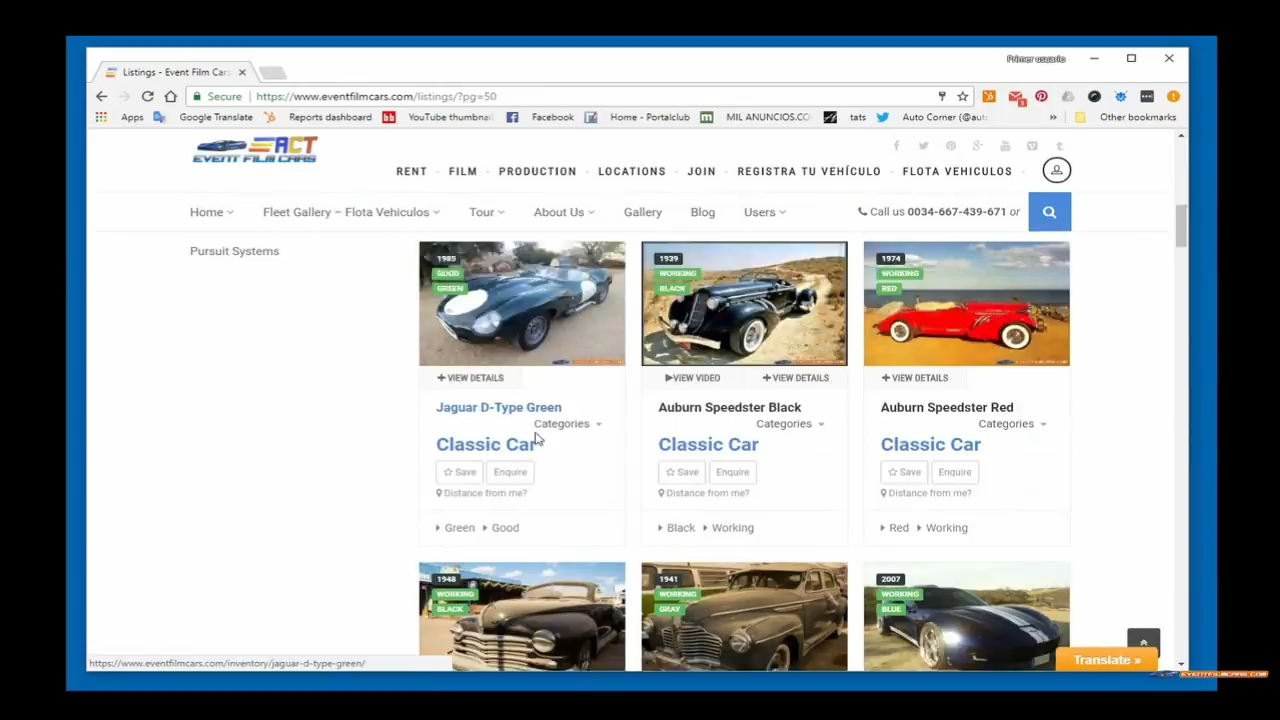 Primer usuario
Listings - Event Film Cars
Secure https://www.eventfilmcars.com/listings/?pg=50
Apps Google Translate Reports dashboard YouTube thumbnai Facebook Home - Portalclub MIL ANUNCIOS.CO tats Auto Corner (@au » Other bookmarks
ACT
EVENT FILM CARS
RENT FILM PRODUCTION LOCATIONS JOIN REGISTRA TU VEHÍCULO FLOTA VEHICULOS
Home Fleet Gallery – Flota Vehiculos Tour About Us Gallery Blog Users Call us 0034-667-439-671 or
Pursuit Systems
1985 1939 1974
GOOD WORKING WORKING
GREEN BLACK RED
VIEW DETAILS VIEW VIDEO VIEW DETAILS VIEW DETAILS
Jaguar D-Type Green Auburn Speedster Black Auburn Speedster Red
Categories Categories Categories
Classic Car Classic Car Classic Car
Save Enquire Save Enquire Save Enquire
Distance from me? Distance from me? Distance from me?
Green Good Black Working Red Working
1948 1941 2007
WORKING WORKING WORKING
BLACK GRAY BLUE
Translate »
https://www.eventfilmcars.com/inventory/jaguar-d-type-green/
EVENTFILMCARS.COM